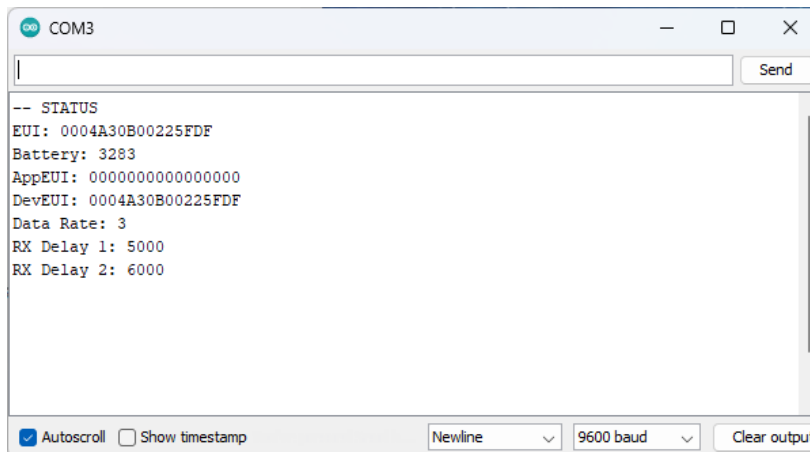 COM3
Send
-- STATUS
EUI: 0004A30B00225FDF
Battery: 3283
AppEUI: 0000000000000000
DevEUI: 0004A30B00225FDF
Data Rate: 3
RX Delay 1: 5000
RX Delay 2: 6000
Autoscroll Show timestamp Newline 9600 baud Clear outpu